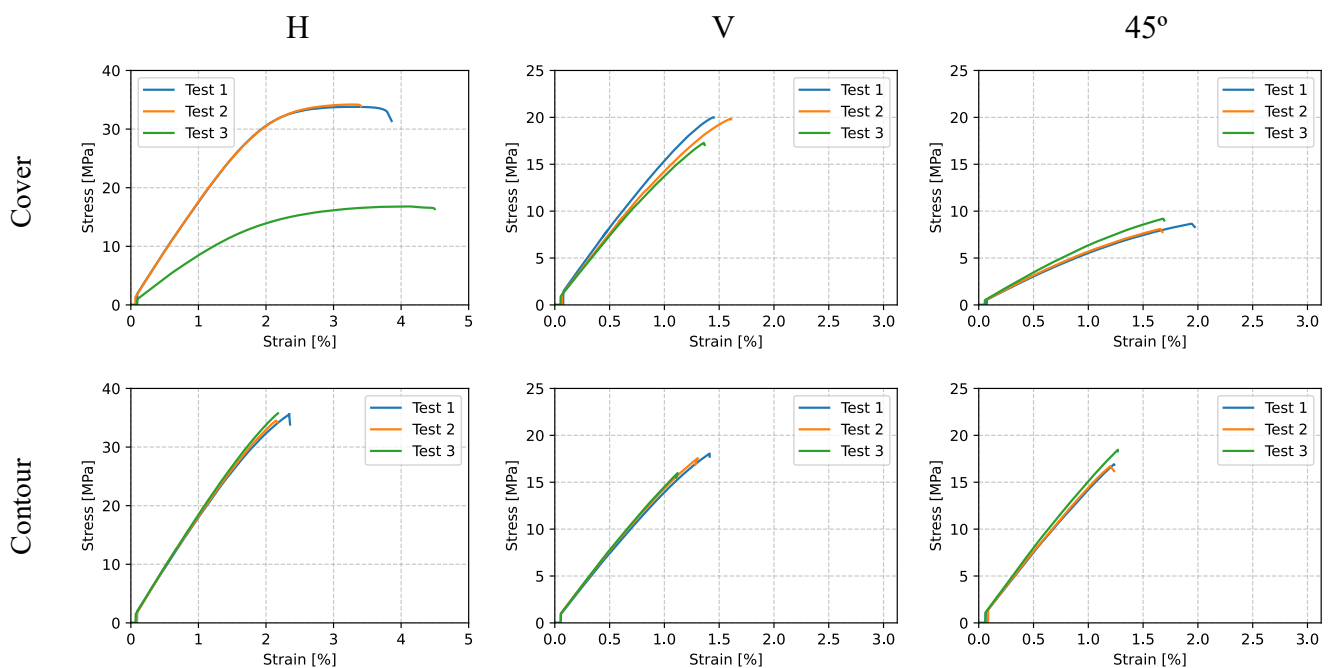 H V 45º
Cover
Stress [MPa]
40
30
20
10
0
Test 1
Test 2
Test 3
0 1 2 3 4 5
Strain [%]
Stress [MPa]
25
20
15
10
5
0
Test 1
Test 2
Test 3
0.0 0.5 1.0 1.5 2.0 2.5 3.0
Strain [%]
Stress [MPa]
25
20
15
10
5
0
Test 1
Test 2
Test 3
0.0 0.5 1.0 1.5 2.0 2.5 3.0
Strain [%]
Contour
Stress [MPa]
40
30
20
10
0
Test 1
Test 2
Test 3
0 1 2 3 4 5
Strain [%]
Stress [MPa]
25
20
15
10
5
0
Test 1
Test 2
Test 3
0.0 0.5 1.0 1.5 2.0 2.5 3.0
Strain [%]
Stress [MPa]
25
20
15
10
5
0
Test 1
Test 2
Test 3
0.0 0.5 1.0 1.5 2.0 2.5 3.0
Strain [%]